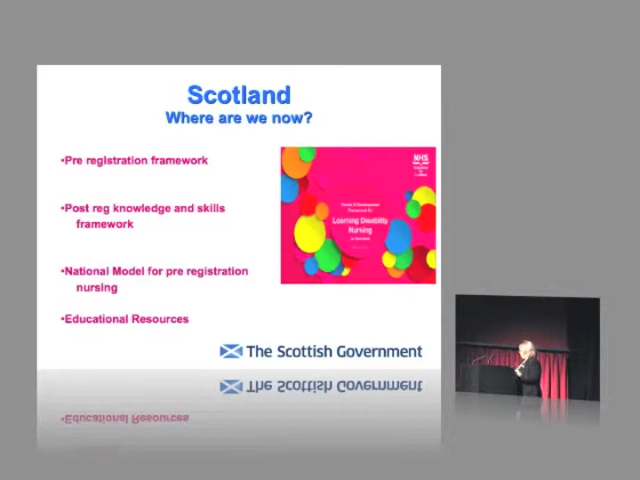 Scotland
Where are we now?
•Pre registration framework
•Post reg knowledge and skills
framework
•National Model for pre registration
nursing
•Educational Resources
NHS
Learning Disability
Nursing
The Scottish Government